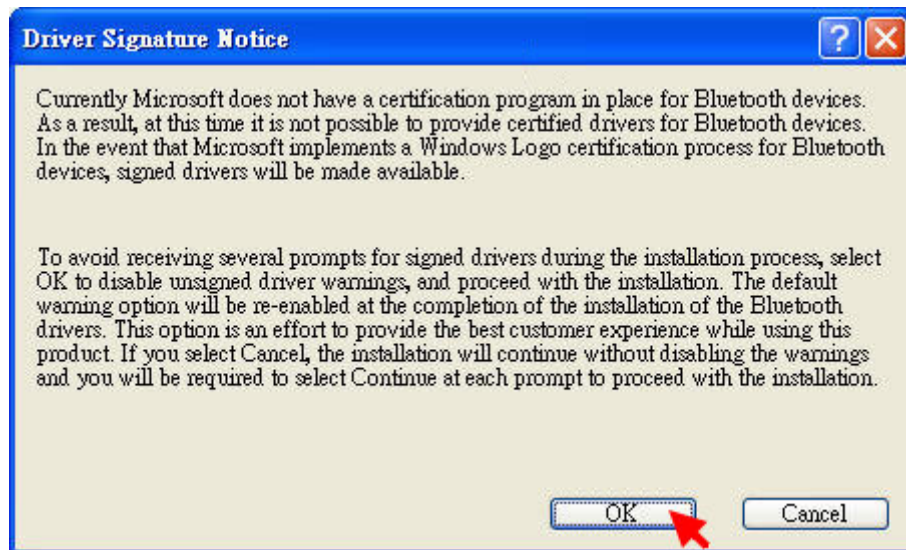 Driver Signature Notice
Currently Microsoft does not have a certification program in place for Bluetooth devices.
As a result, at this time it is not possible to provide certified drivers for Bluetooth devices.
In the event that Microsoft implements a Windows Logo certification process for Bluetooth
devices, signed drivers will be made available.
To avoid receiving several prompts for signed drivers during the installation process, select
OK to disable unsigned driver warnings, and proceed with the installation. The default
warning option will be re-enabled at the completion of the installation of the Bluetooth
drivers. This option is an effort to provide the best customer experience while using this
product. If you select Cancel, the installation will continue without disabling the warnings
and you will be required to select Continue at each prompt to proceed with the installation.
OK Cancel